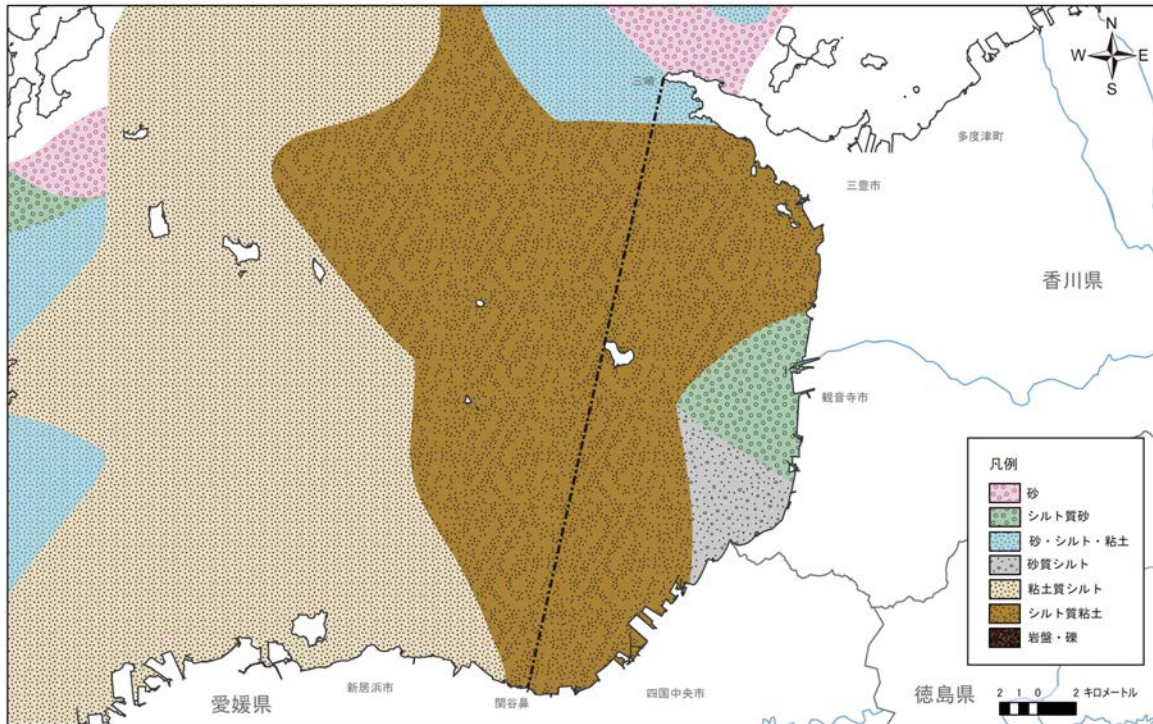 N
W E
S
三崎
多度津町
三豊市
香川県
観音寺市
凡例
砂
シルト質砂
砂・シルト・粘土
砂質シルト
粘土質シルト
シルト質粘土
岩盤・礫
新居浜市
愛媛県
関谷鼻
四国中央市
徳島県
2 1 0 2 キロメートル